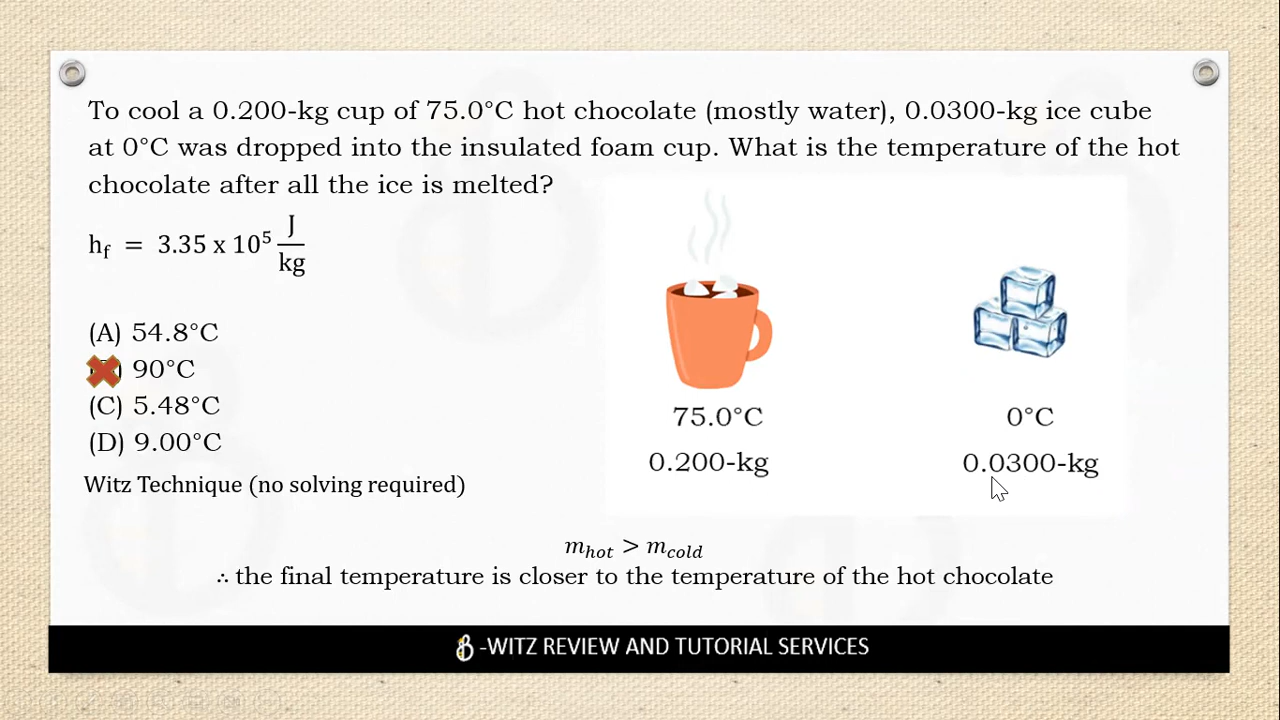 To cool a 0.200-kg cup of 75.0°C hot chocolate (mostly water), 0.0300-kg ice cube
at 0°C was dropped into the insulated foam cup. What is the temperature of the hot
chocolate after all the ice is melted?
h_f = 3.35 x 10⁵ J/kg
(A) 54.8°C
90°C
(C) 5.48°C
(D) 9.00°C
Witz Technique (no solving required)
75.0°C
0.200-kg
0°C
0.0300-kg
m_hot > m_cold
∴ the final temperature is closer to the temperature of the hot chocolate
-WITZ REVIEW AND TUTORIAL SERVICES